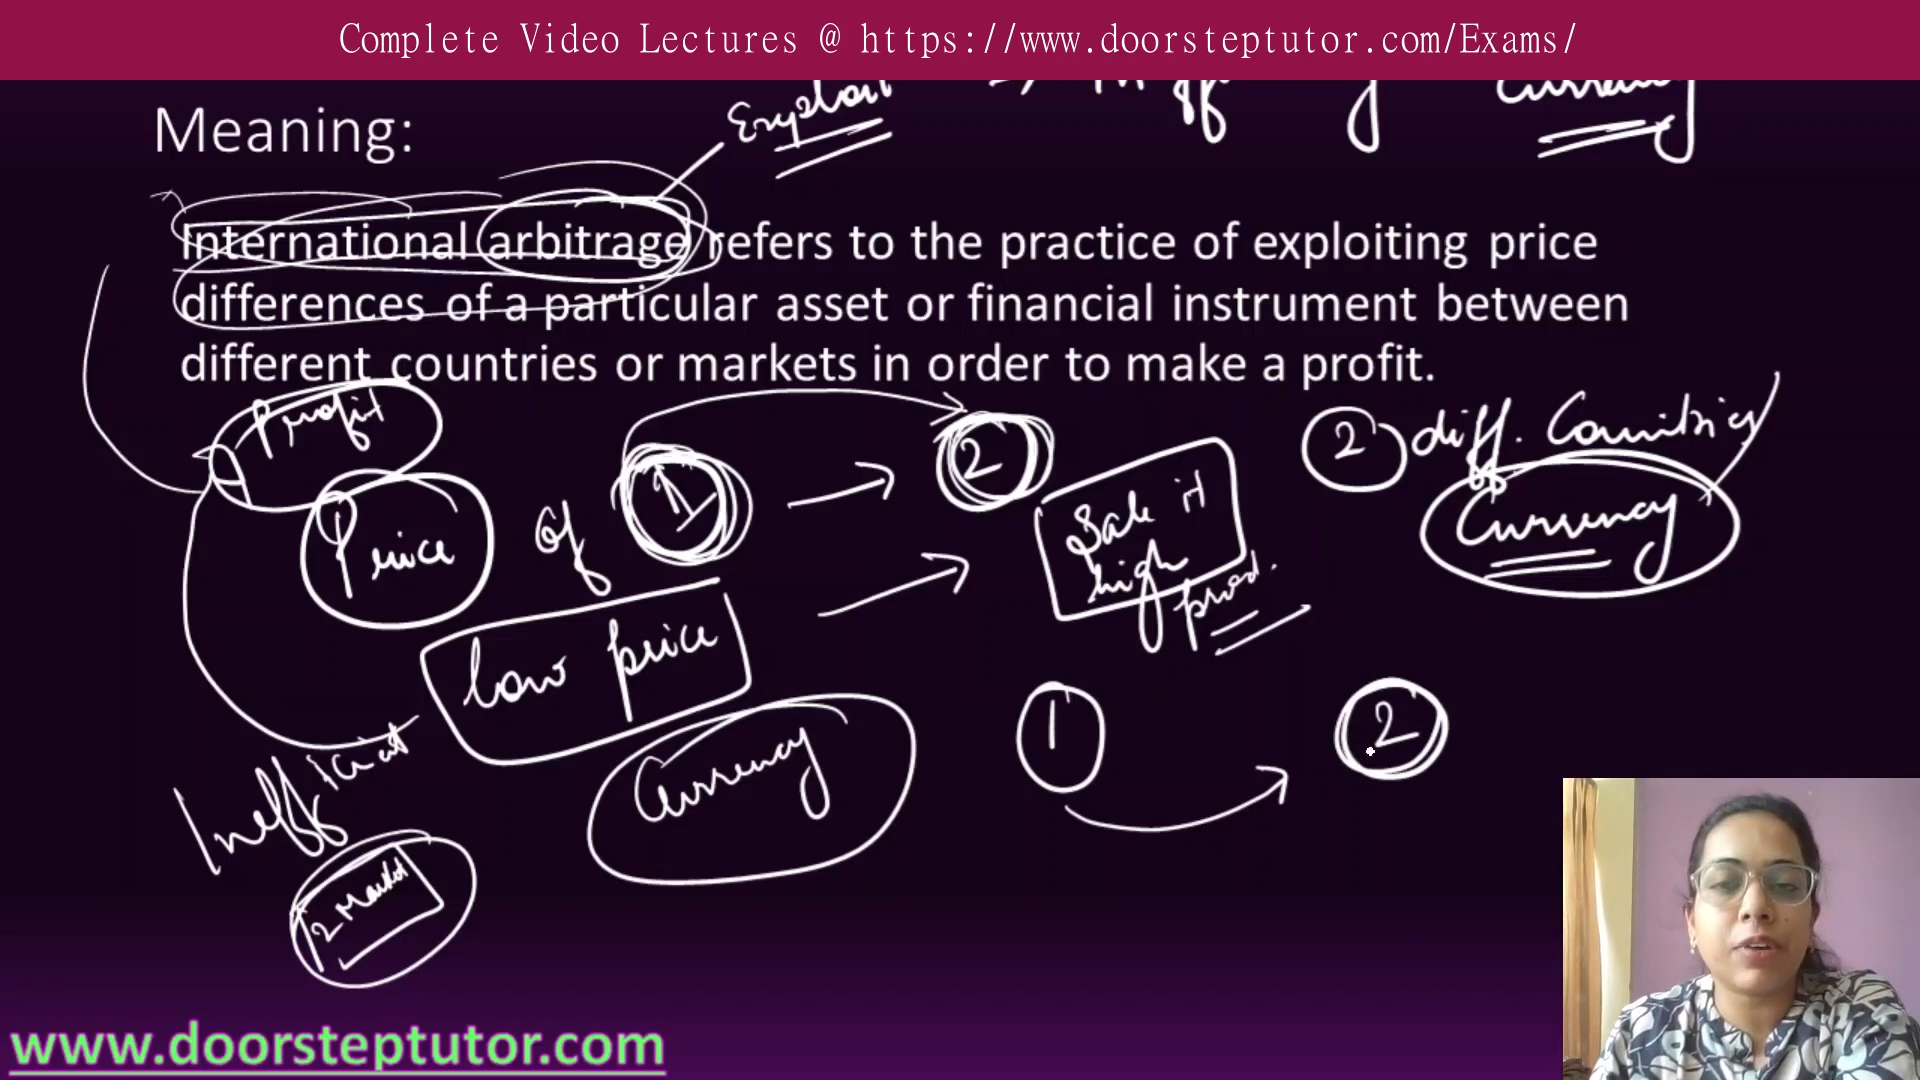 Complete Video Lectures @ https://www.doorsteptutor.com/Exams/
Currency
Meaning:
International arbitrage refers to the practice of exploiting price
differences of a particular asset or financial instrument between
different countries or markets in order to make a profit.
Profit
2 2 diff. Countries
Price of 1
Sale it
high
Currency
low price
1 2
Inefficient
Currency
2 Market
www.doorsteptutor.com